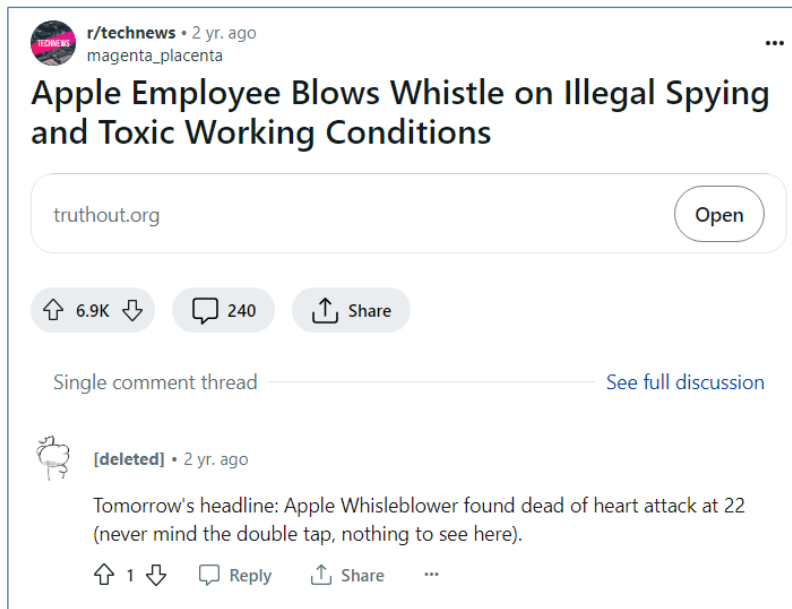 TECHNEWS
r/technews • 2 yr. ago
magenta_placenta
Apple Employee Blows Whistle on Illegal Spying
and Toxic Working Conditions
truthout.org
Open
6.9K
240
Share
Single comment thread
See full discussion
[deleted] • 2 yr. ago
Tomorrow's headline: Apple Whisleblower found dead of heart attack at 22
(never mind the double tap, nothing to see here).
1
Reply
Share